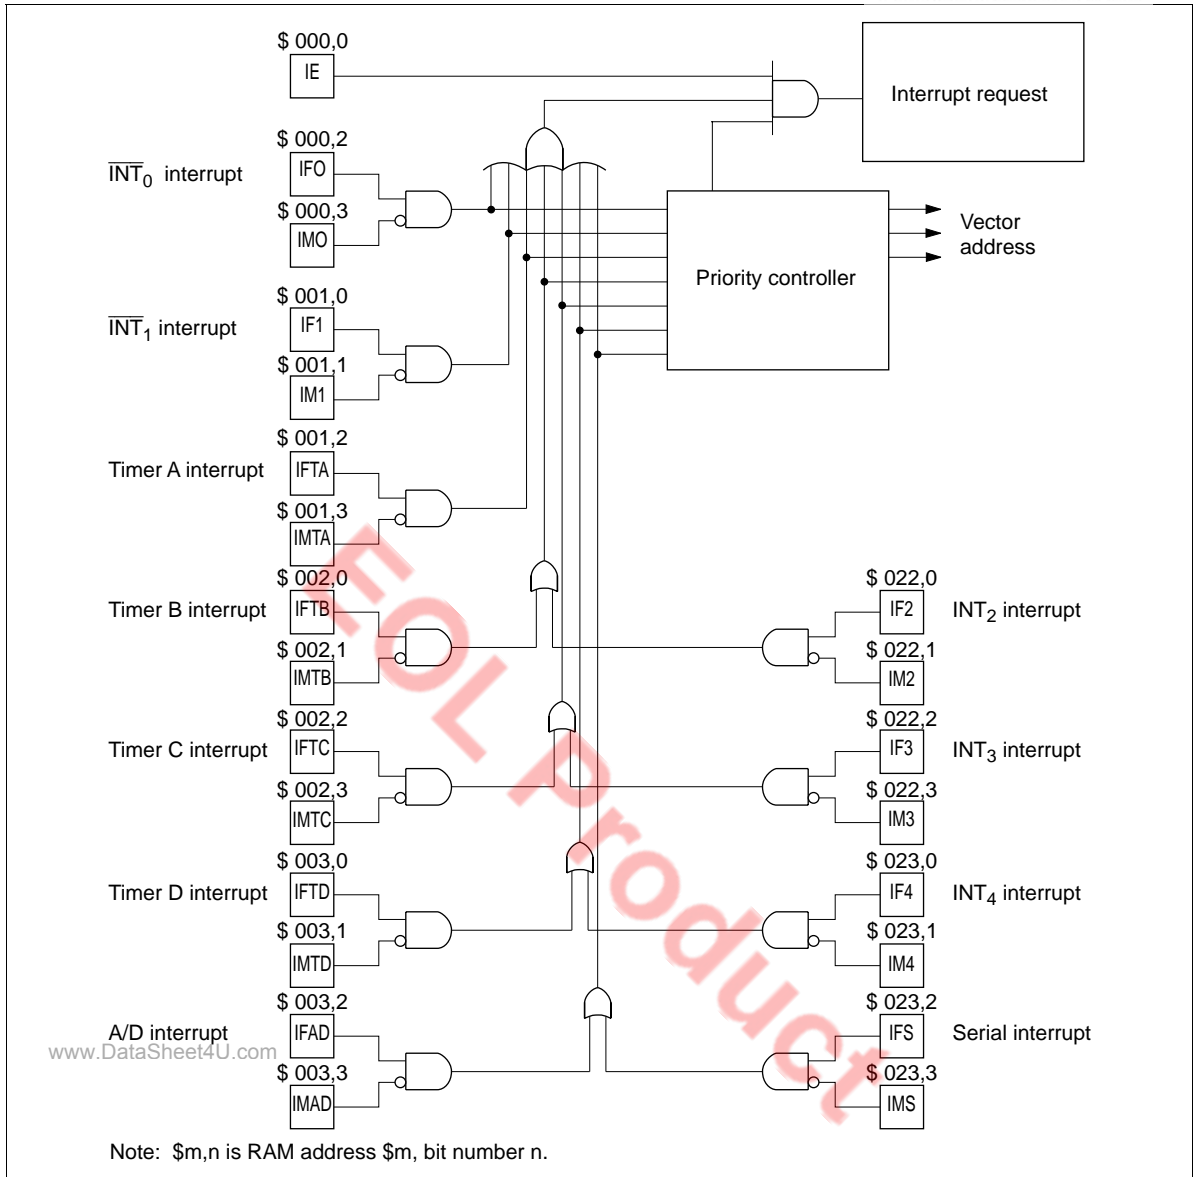 $ 000,0
IE
Interrupt request
$ 000,2
IFO
INT0 interrupt
$ 000,3
IMO
Vector
address
Priority controller
$ 001,0
IF1
INT1 interrupt
$ 001,1
IM1
$ 001,2
Timer A interrupt
IFTA
$ 001,3
IMTA
$ 002,0
Timer B interrupt
IFTB
$ 002,1
IMTB
$ 022,0
IF2
INT2 interrupt
$ 022,1
IM2
$ 002,2
Timer C interrupt
IFTC
$ 002,3
IMTC
$ 022,2
IF3
INT3 interrupt
$ 022,3
IM3
$ 003,0
Timer D interrupt
IFTD
$ 003,1
IMTD
$ 023,0
IF4
INT4 interrupt
$ 023,1
IM4
$ 003,2
A/D interrupt
IFAD
$ 003,3
IMAD
$ 023,2
IFS
Serial interrupt
$ 023,3
IMS
www.DataSheet4U.com
EOL Product
Note: $m,n is RAM address $m, bit number n.